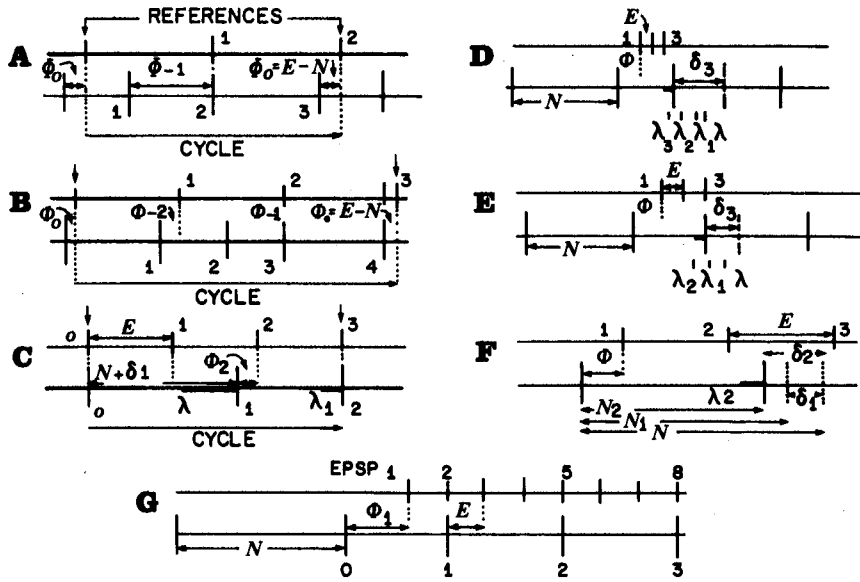 REFERENCES
A
1 2
Φ₀ Φ₋₁ Φ₀=E-N
1 2 3
CYCLE
B
1 2 3
Φ₀ Φ₋₂ Φ₋₁ Φ₀=E-N
1 2 3 4
CYCLE
C
o E 1 2 3
N+δ1 Φ₂
o λ 1 λ₁ 2
CYCLE
D
E
1 3
Φ δ₃
N
λ₃' λ₂' λ' λ₁' λ
E
1 E 3
Φ δ₃
N
λ₂' λ₁' λ'
F
1 2 E 3
Φ δ₂
λ2 δ₁
N₂
N₁
N
G
EPSP 1 2 5 8
Φ₁ E
N
0 1 2 3